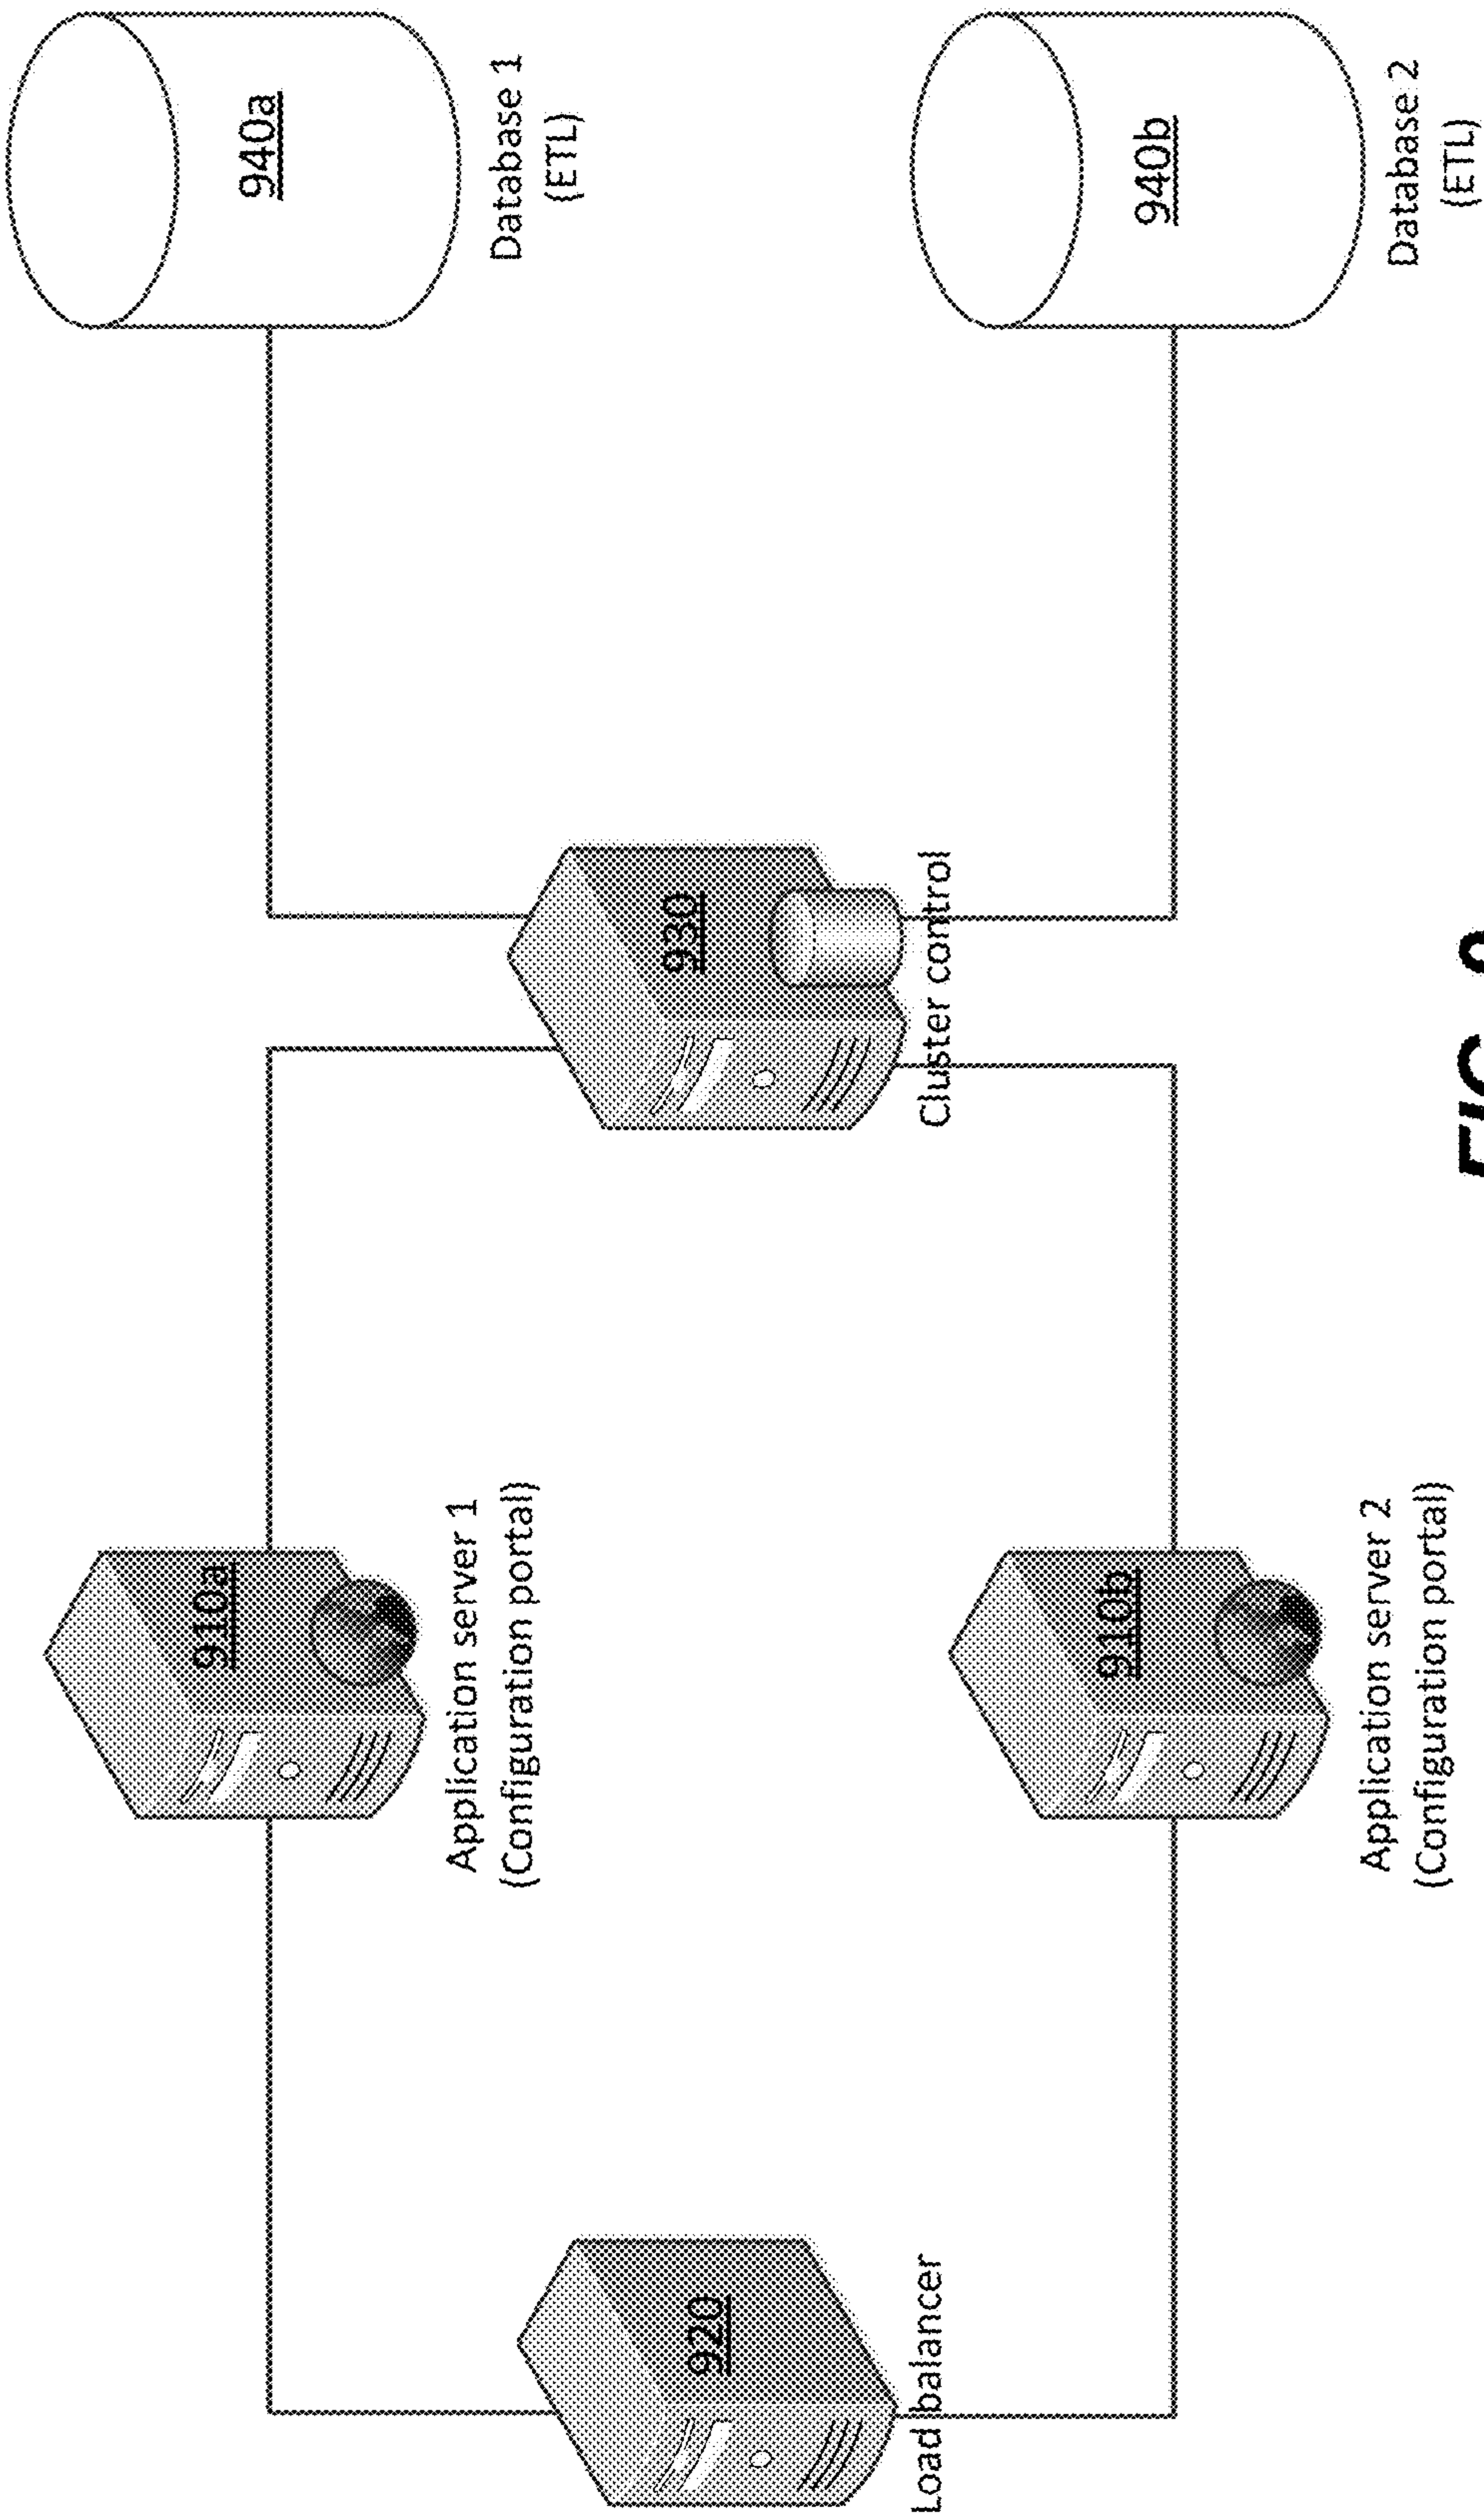 940a
Database 1
(ETL)
940b
Database 2
(ETL)
930
Cluster control
910a
Application server 1
(Configuration portal)
910b
Application server 2
(Configuration portal)
920
Load balancer
FIG.